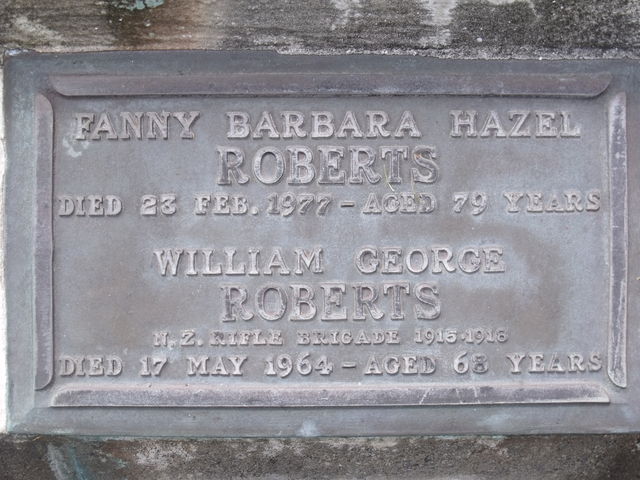 FANNY BARBARA HAZEL
ROBERTS
DIED 23 FEB. 1977 - AGED 79 YEARS
WILLIAM GEORGE
ROBERTS
N.Z. RIFLE BRIGADE 1915-1918
DIED 17 MAY 1964 - AGED 68 YEARS